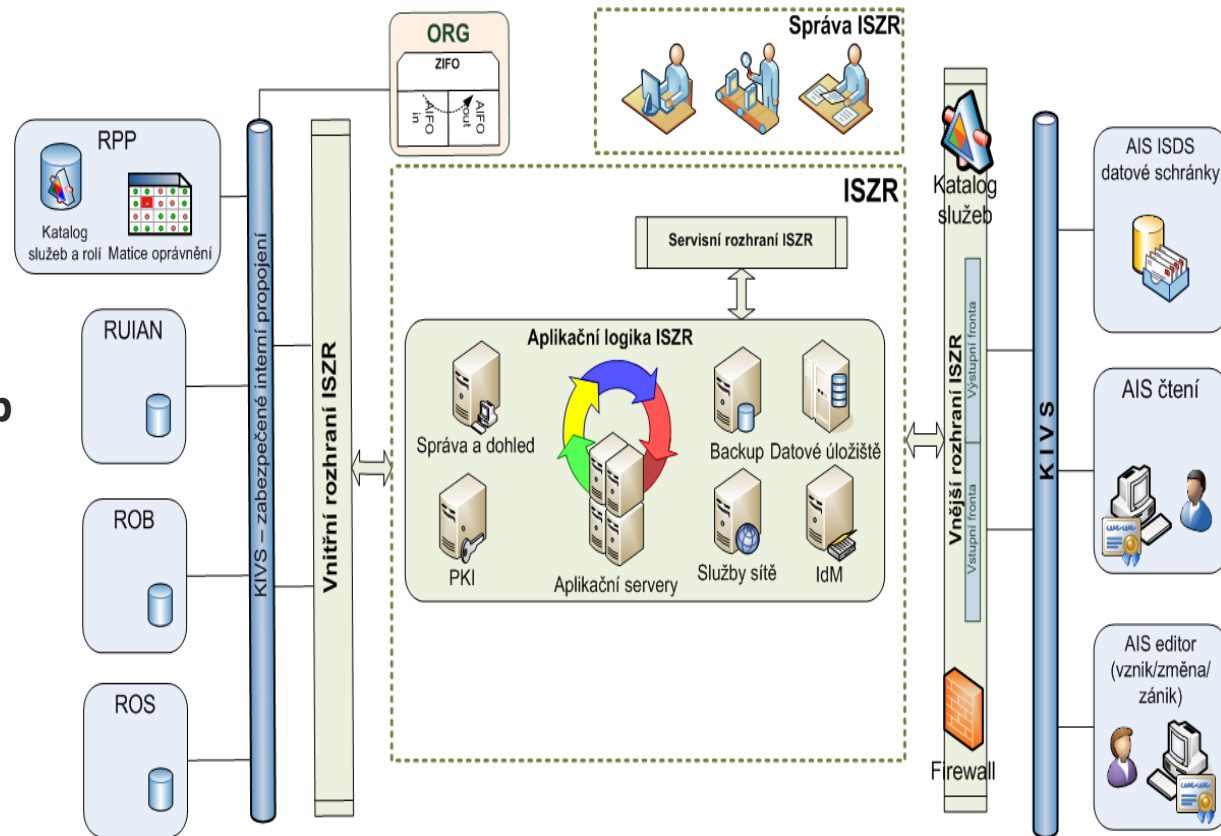 ORG
ZIFO
AIFO
in
AIFO
out
Správa ISZR
RPP
Katalog
služeb a rolí
Matice oprávnění
RUIAN
ROB
ROS
KIVS – zabezpečené interní propojení
Vnitřní rozhraní ISZR
ISZR
Servisní rozhraní ISZR
Aplikační logika ISZR
Správa a dohled
Backup
Datové úložiště
PKI
Aplikační servery
Služby sítě
IdM
Katalog
služeb
Vnější rozhraní ISZR
Výstupní fronta
Vstupní fronta
Firewall
KIVS
AIS ISDS
datové schránky
AIS čtení
AIS editor
(vznik/změna/
zánik)